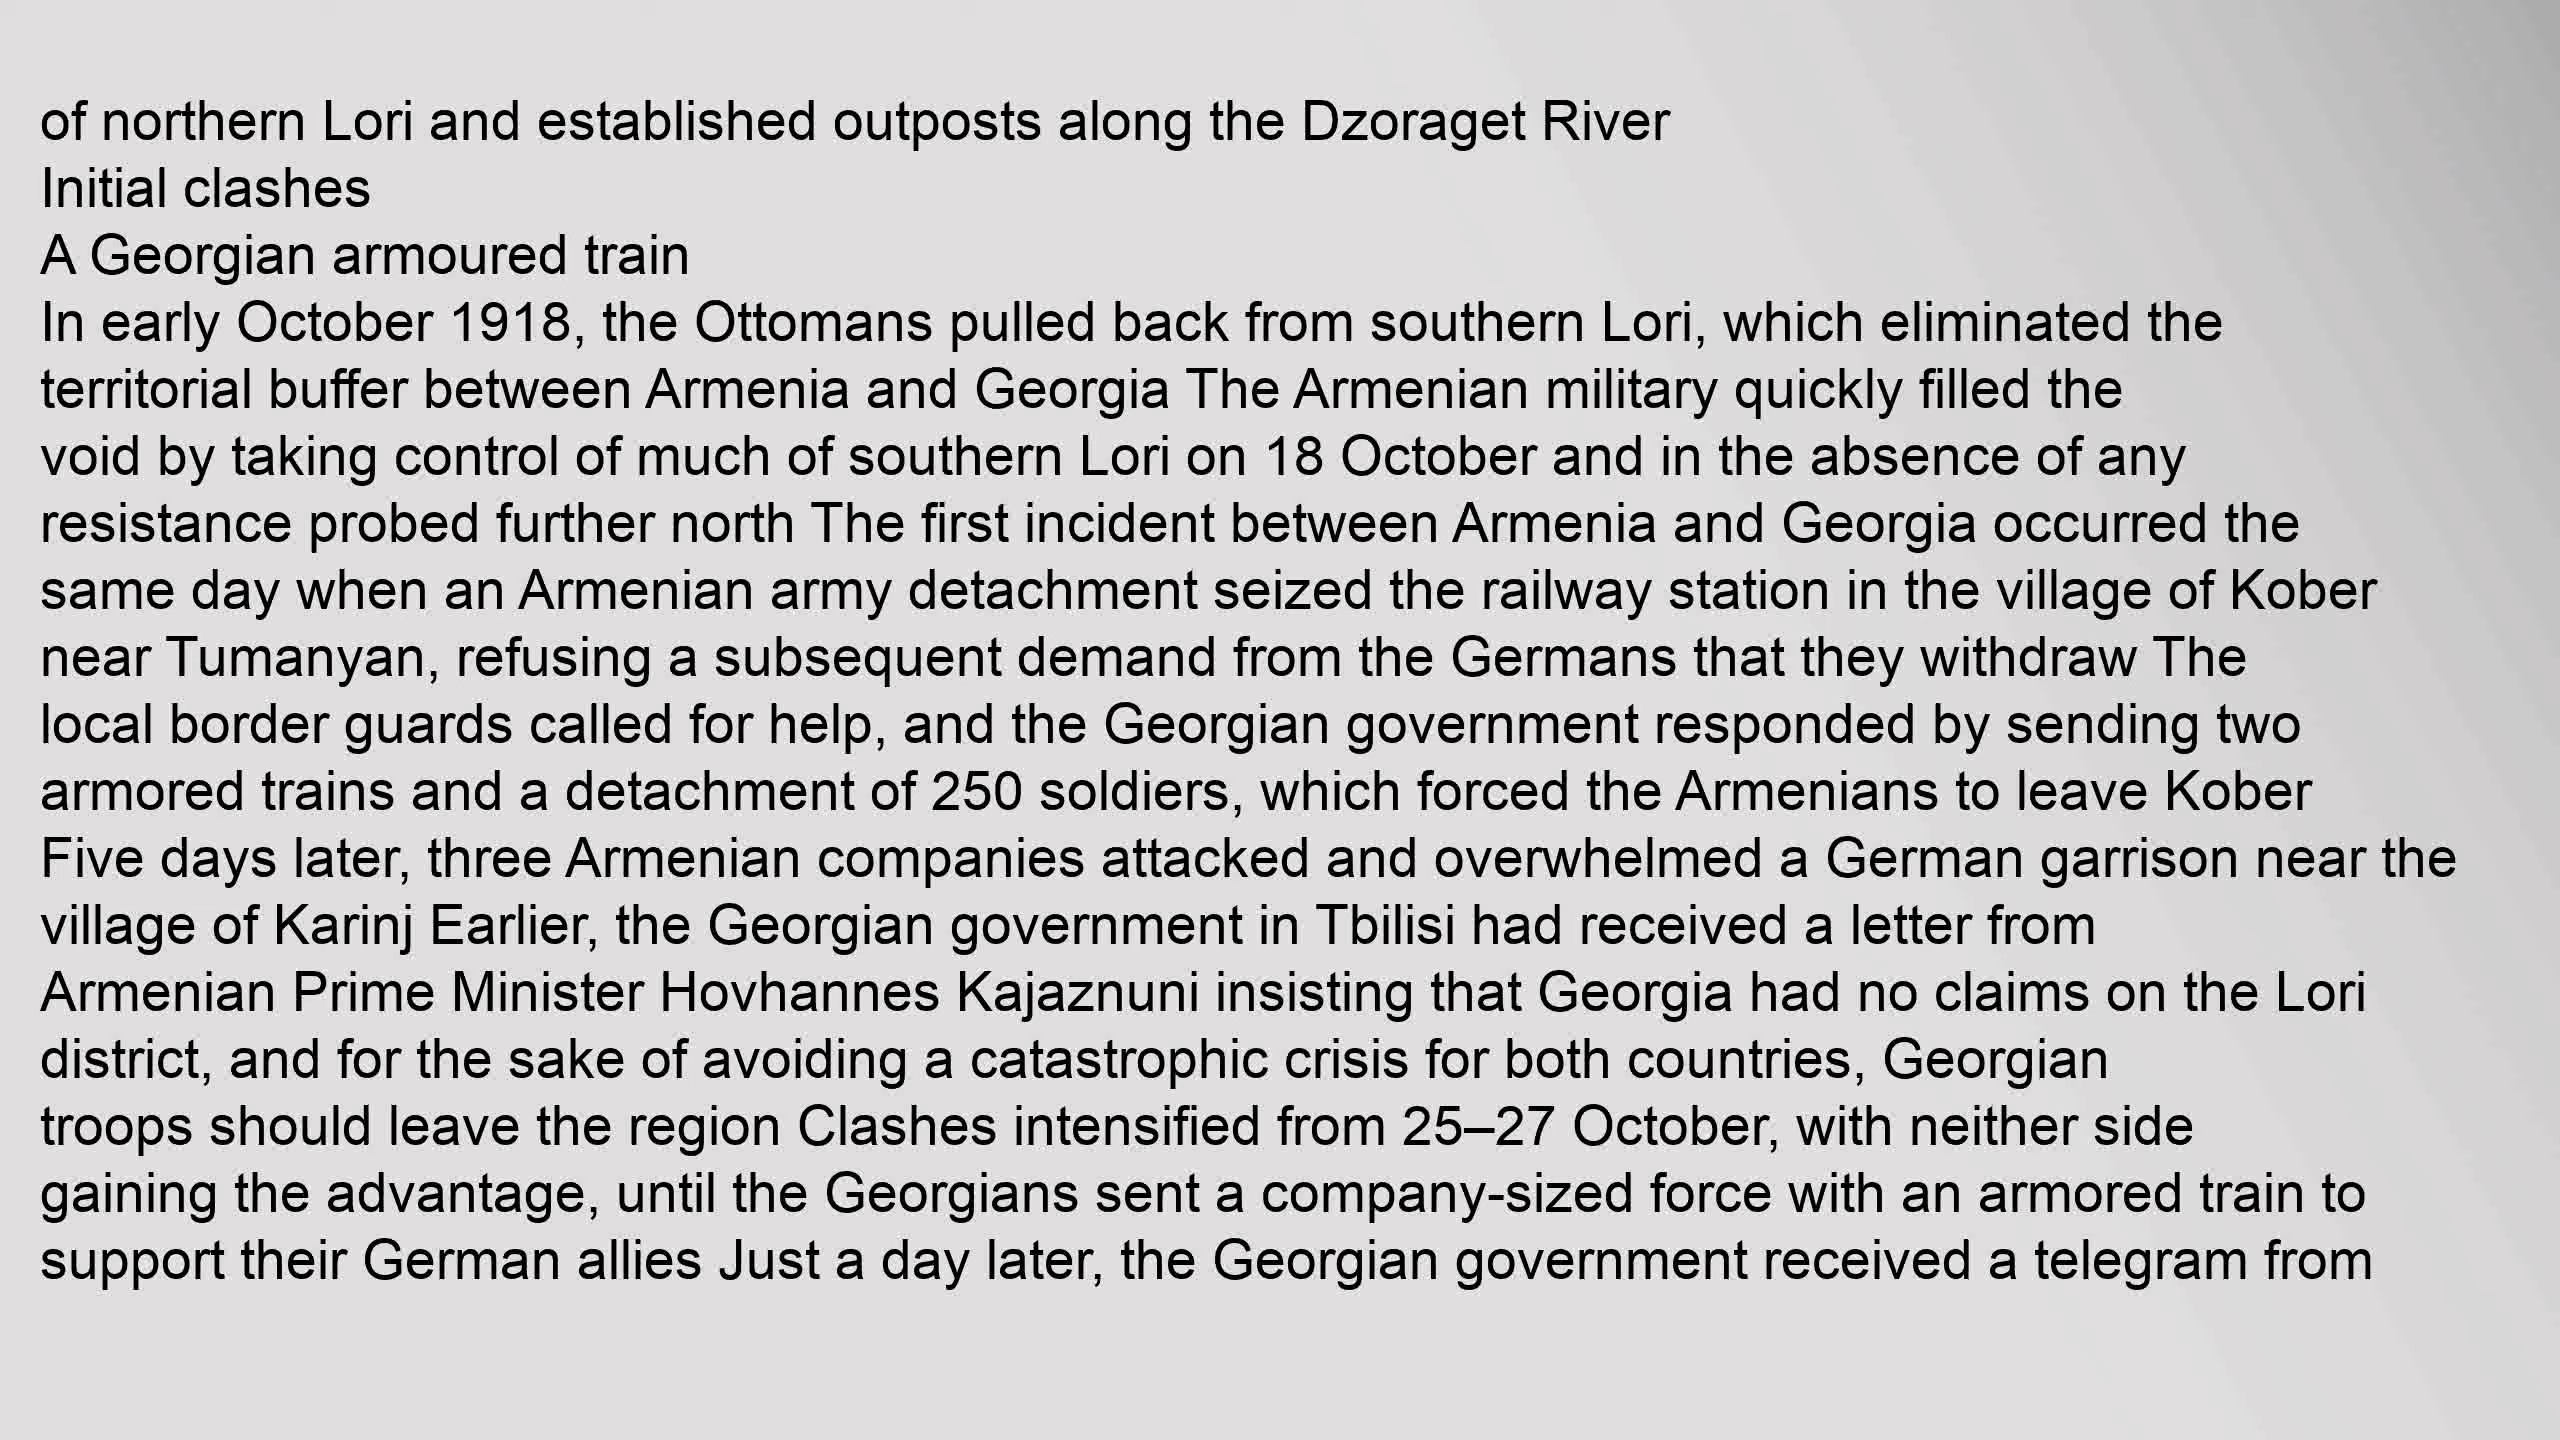 of northern Lori and established outposts along the Dzoraget River
Initial clashes
A Georgian armoured train
In early October 1918, the Ottomans pulled back from southern Lori, which eliminated the
territorial buffer between Armenia and Georgia The Armenian military quickly filled the
void by taking control of much of southern Lori on 18 October and in the absence of any
resistance probed further north The first incident between Armenia and Georgia occurred the
same day when an Armenian army detachment seized the railway station in the village of Kober
near Tumanyan, refusing a subsequent demand from the Germans that they withdraw The
local border guards called for help, and the Georgian government responded by sending two
armored trains and a detachment of 250 soldiers, which forced the Armenians to leave Kober
Five days later, three Armenian companies attacked and overwhelmed a German garrison near the
village of Karinj Earlier, the Georgian government in Tbilisi had received a letter from
Armenian Prime Minister Hovhannes Kajaznuni insisting that Georgia had no claims on the Lori
district, and for the sake of avoiding a catastrophic crisis for both countries, Georgian
troops should leave the region Clashes intensified from 25–27 October, with neither side
gaining the advantage, until the Georgians sent a company-sized force with an armored train to
support their German allies Just a day later, the Georgian government received a telegram from